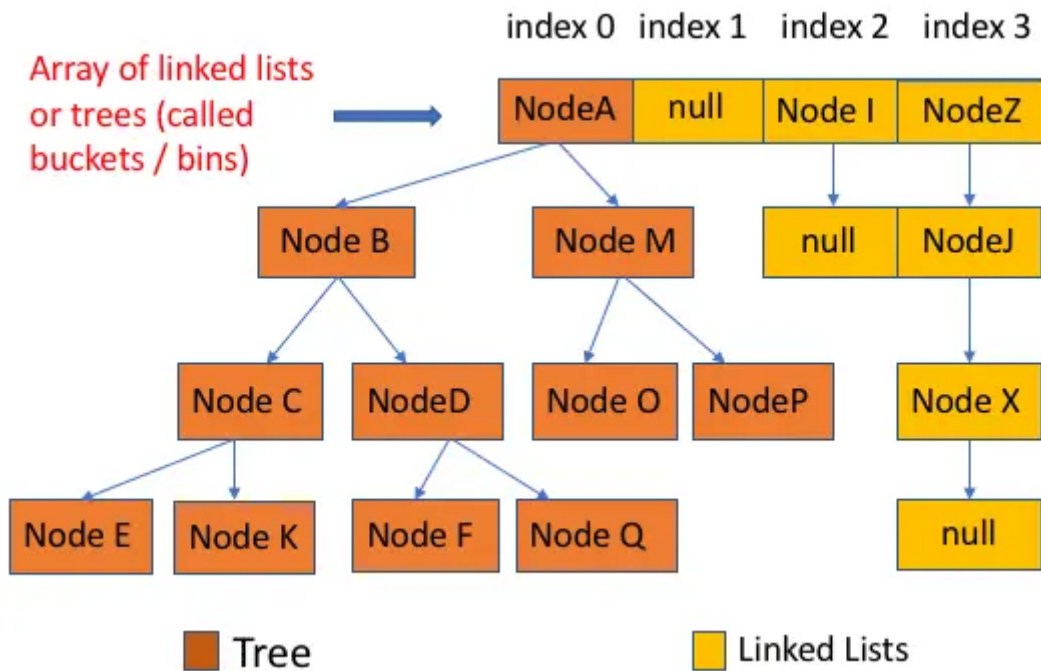 index 0 index 1 index 2 index 3
Array of linked lists
or trees (called
buckets / bins)
NodeA null Node I NodeZ
Node B Node M null NodeJ
Node C NodeD Node O NodeP Node X
Node E Node K Node F Node Q null
Tree Linked Lists